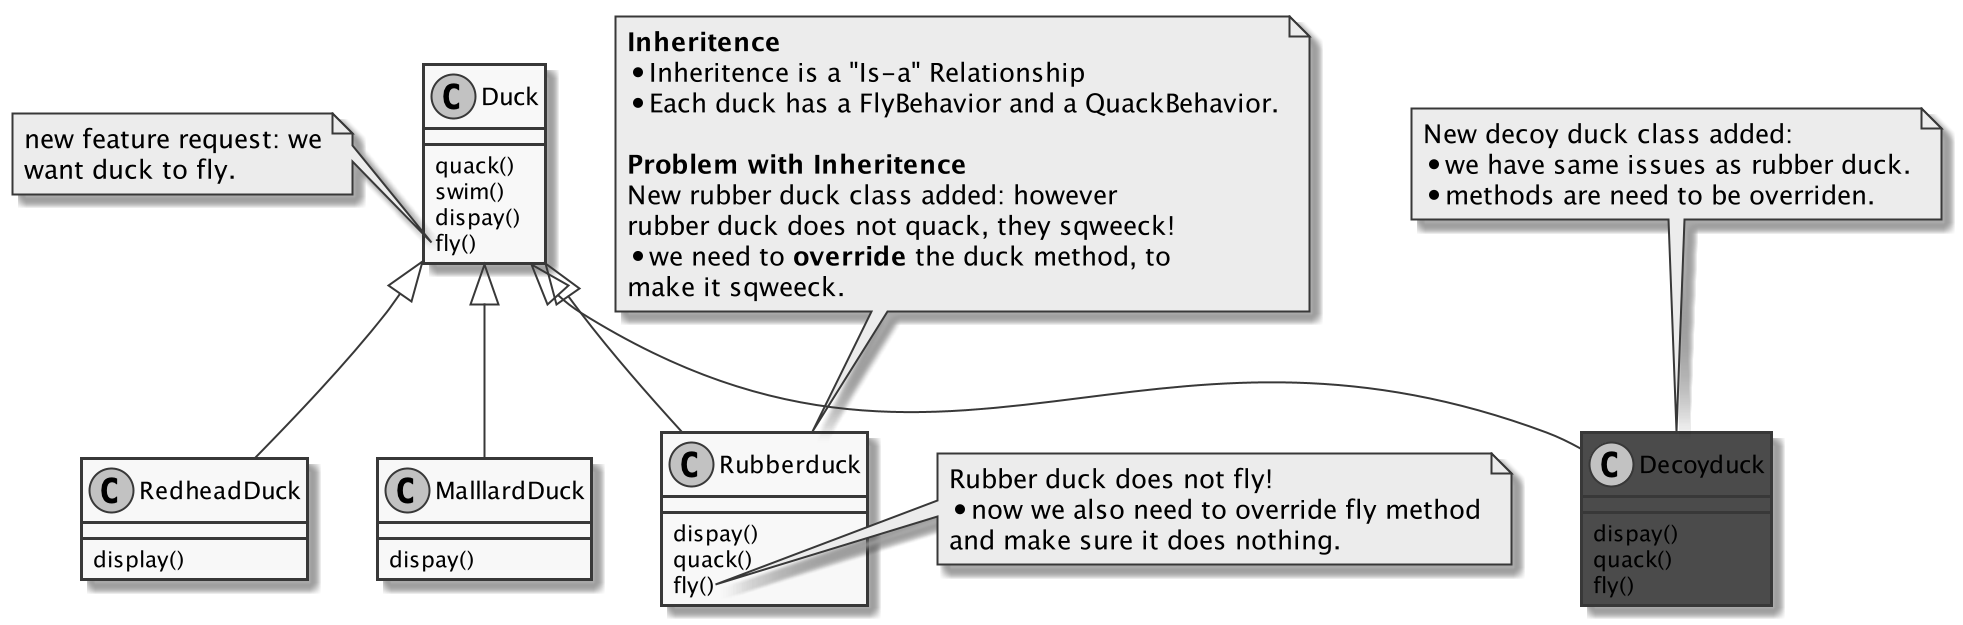 new feature request: we
want duck to fly.
C Duck
quack()
swim()
dispay()
fly()
Inheritence
•Inheritence is a "Is-a" Relationship
•Each duck has a FlyBehavior and a QuackBehavior.
Problem with Inheritence
New rubber duck class added: however
rubber duck does not quack, they sqweeck!
•we need to override the duck method, to
make it sqweeck.
New decoy duck class added:
•we have same issues as rubber duck.
•methods are need to be overriden.
C RedheadDuck
display()
C MalllardDuck
dispay()
C Rubberduck
dispay()
quack()
fly()
Rubber duck does not fly!
•now we also need to override fly method
and make sure it does nothing.
C Decoyduck
dispay()
quack()
fly()